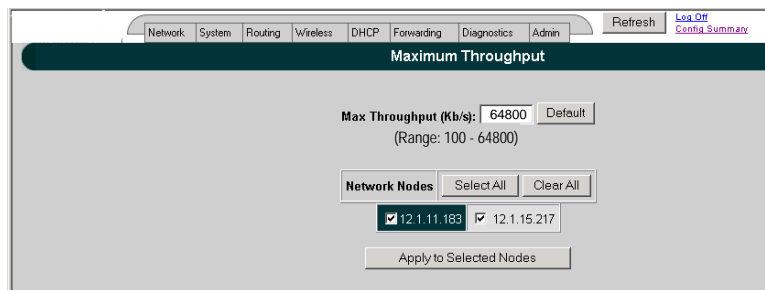 Network System Routing Wireless DHCP Forwarding Diagnostics Admin Refresh Log Off
Config Summary
Maximum Throughput
Max Throughput (Kb/s): 64800 Default
(Range: 100 - 64800)
Network Nodes Select All Clear All
12.1.11.183 12.1.15.217
Apply to Selected Nodes